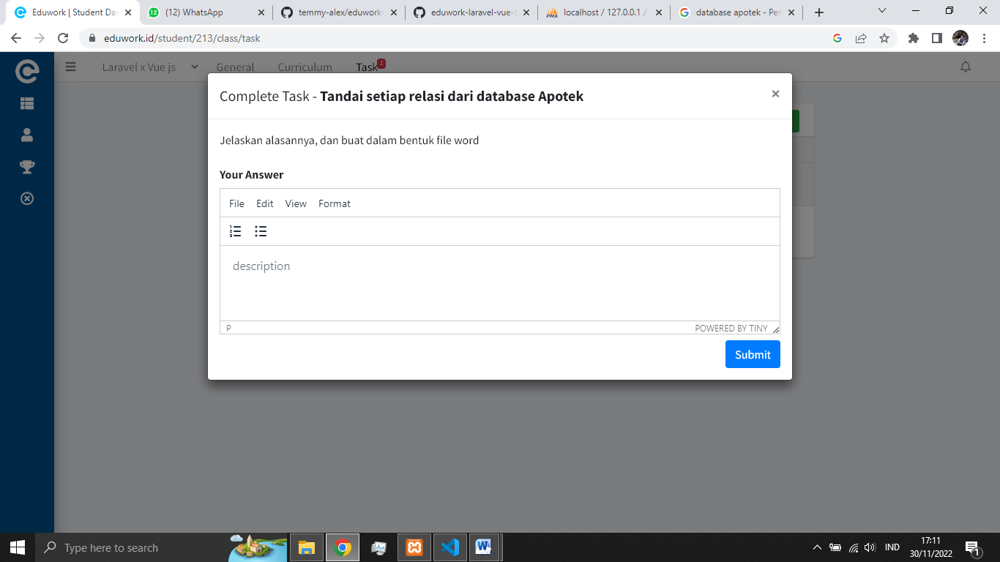 Eduwork | Student Das
(12) WhatsApp
temmy-alex/eduwork-
eduwork-laravel-vue-
localhost / 127.0.0.1 /
database apotek - Pen
eduwork.id/student/213/class/task
Laravel x Vue js
General
Curriculum
Task
1
Complete Task - Tandai setiap relasi dari database Apotek
×
Jelaskan alasannya, dan buat dalam bentuk file word
Your Answer
File Edit View Format
description
P
POWERED BY TINY
Submit
Type here to search
IND
17:11
30/11/2022
1